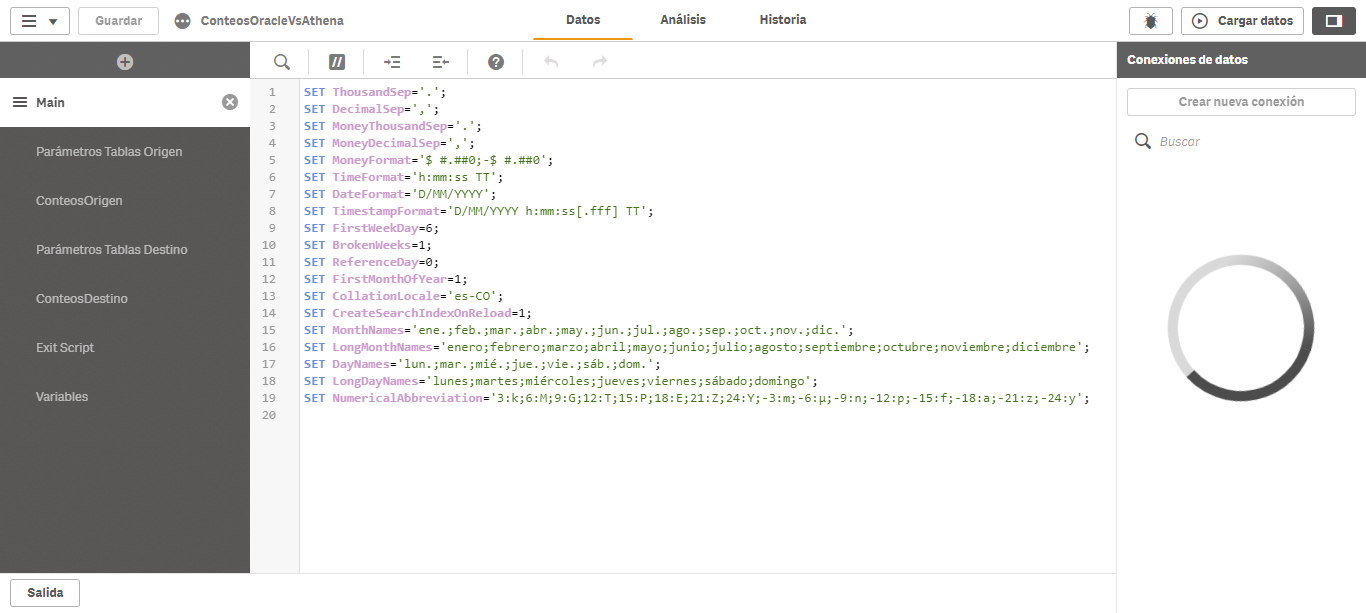 Guardar
ConteosOracleVsAthena
Datos
Análisis
Historia
Cargar datos
Main
Parámetros Tablas Origen
ConteosOrigen
Parámetros Tablas Destino
ConteosDestino
Exit Script
Variables
1 SET ThousandSep='.';
2 SET DecimalSep=',';
3 SET MoneyThousandSep='.';
4 SET MoneyDecimalSep=',';
5 SET MoneyFormat='$ #.##0;-$ #.##0';
6 SET TimeFormat='h:mm:ss TT';
7 SET DateFormat='D/MM/YYYY';
8 SET TimestampFormat='D/MM/YYYY h:mm:ss[.fff] TT';
9 SET FirstWeekDay=6;
10 SET BrokenWeeks=1;
11 SET ReferenceDay=0;
12 SET FirstMonthOfYear=1;
13 SET CollationLocale='es-CO';
14 SET CreateSearchIndexOnReload=1;
15 SET MonthNames='ene.;feb.;mar.;abr.;may.;jun.;jul.;ago.;sep.;oct.;nov.;dic.';
16 SET LongMonthNames='enero;febrero;marzo;abril;mayo;junio;julio;agosto;septiembre;octubre;noviembre;diciembre';
17 SET DayNames='lun.;mar.;mié.;jue.;vie.;sáb.;dom.';
18 SET LongDayNames='lunes;martes;miércoles;jueves;viernes;sábado;domingo';
19 SET NumericalAbbreviation='3:k;6:M;9:G;12:T;15:P;18:E;21:Z;24:Y;-3:m;-6:μ;-9:n;-12:p;-15:f;-18:a;-21:z;-24:y';
20
Conexiones de datos
Crear nueva conexión
Buscar
Salida